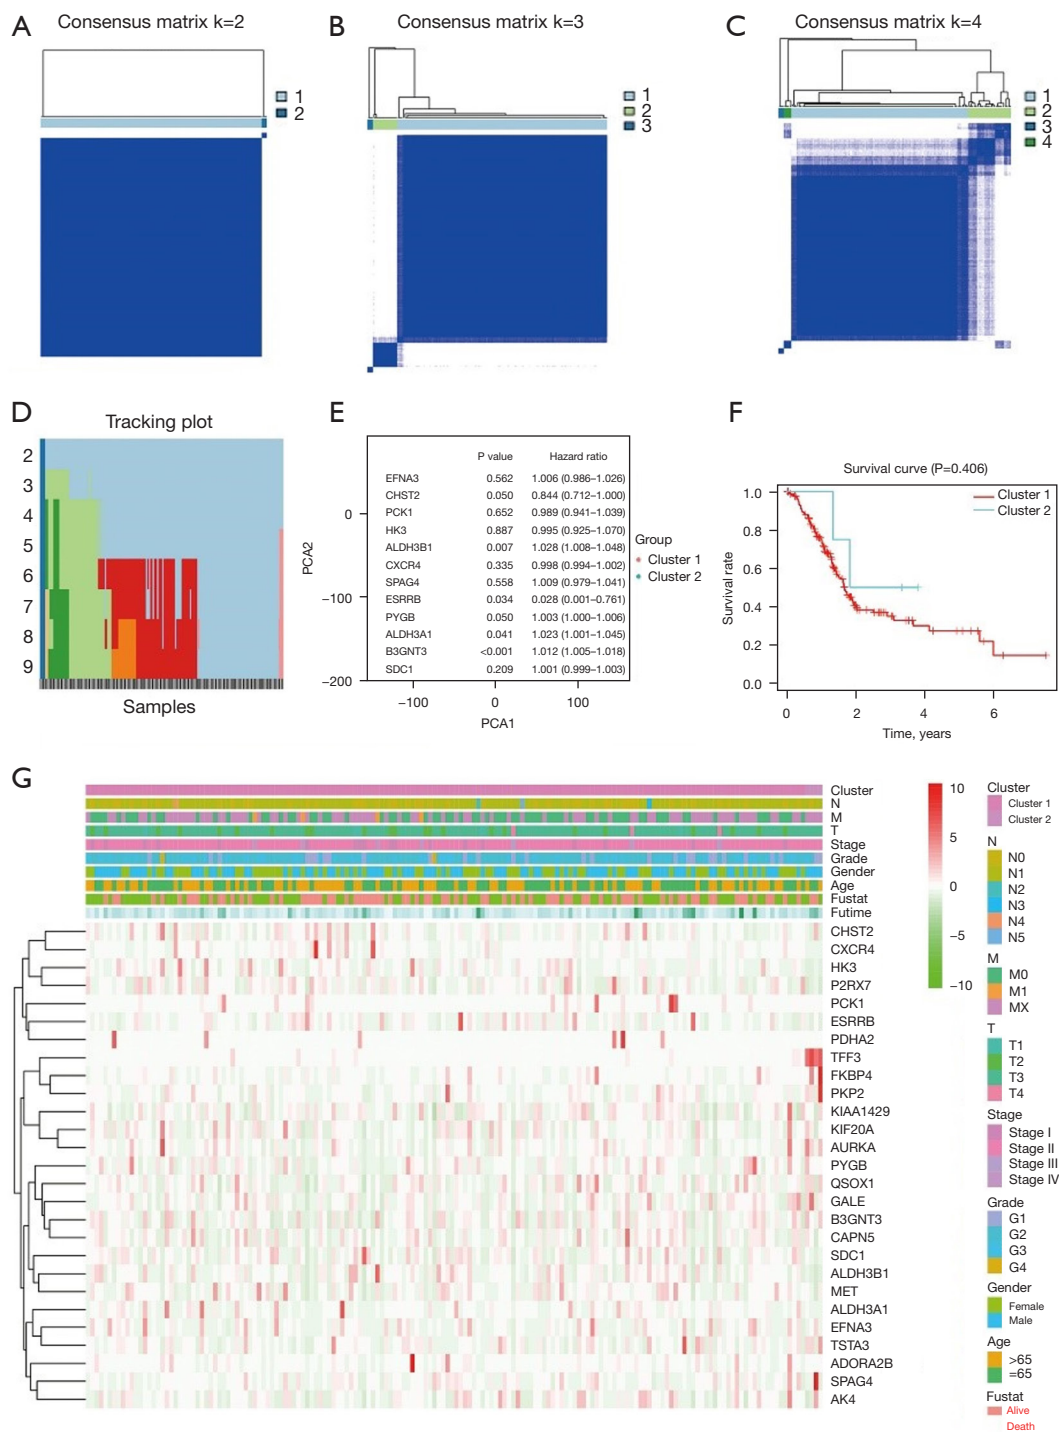 A
Consensus matrix k=2
1
2
B
Consensus matrix k=3
1
2
3
C
Consensus matrix k=4
1
2
3
4
D
Tracking plot
2
3
4
5
6
7
8
9
Samples
E
P value Hazard ratio
EFNA3 0.562 1.006 (0.986–1.026)
CHST2 0.050 0.844 (0.712–1.000)
PCK1 0.652 0.989 (0.941–1.039)
HK3 0.887 0.995 (0.925–1.070)
ALDH3B1 0.007 1.028 (1.008–1.048)
CXCR4 0.335 0.998 (0.994–1.002)
SPAG4 0.558 1.009 (0.979–1.041)
ESRRB 0.034 0.028 (0.001–0.761)
PYGB 0.050 1.003 (1.000–1.006)
ALDH3A1 0.041 1.023 (1.001–1.045)
B3GNT3 <0.001 1.012 (1.005–1.018)
SDC1 0.209 1.001 (0.999–1.003)
0
−100
−200
PCA2
−100 0 100
PCA1
Group
Cluster 1
Cluster 2
F
Survival curve (P=0.406)
Cluster 1
Cluster 2
1.0
0.8
0.6
0.4
0.2
0.0
Survival rate
0 2 4 6
Time, years
G
Cluster
N
M
T
Stage
Grade
Gender
Age
Fustat
Futime
CHST2
CXCR4
HK3
P2RX7
PCK1
ESRRB
PDHA2
TFF3
FKBP4
PKP2
KIAA1429
KIF20A
AURKA
PYGB
QSOX1
GALE
B3GNT3
CAPN5
SDC1
ALDH3B1
MET
ALDH3A1
EFNA3
TSTA3
ADORA2B
SPAG4
AK4
10
5
0
−5
−10
Cluster
Cluster 1
Cluster 2
N
N0
N1
N2
N3
N4
N5
M
M0
M1
MX
T
T1
T2
T3
T4
Stage
Stage I
Stage II
Stage III
Stage IV
Grade
G1
G2
G3
G4
Gender
Female
Male
Age
>65
=65
Fustat
Alive
Death